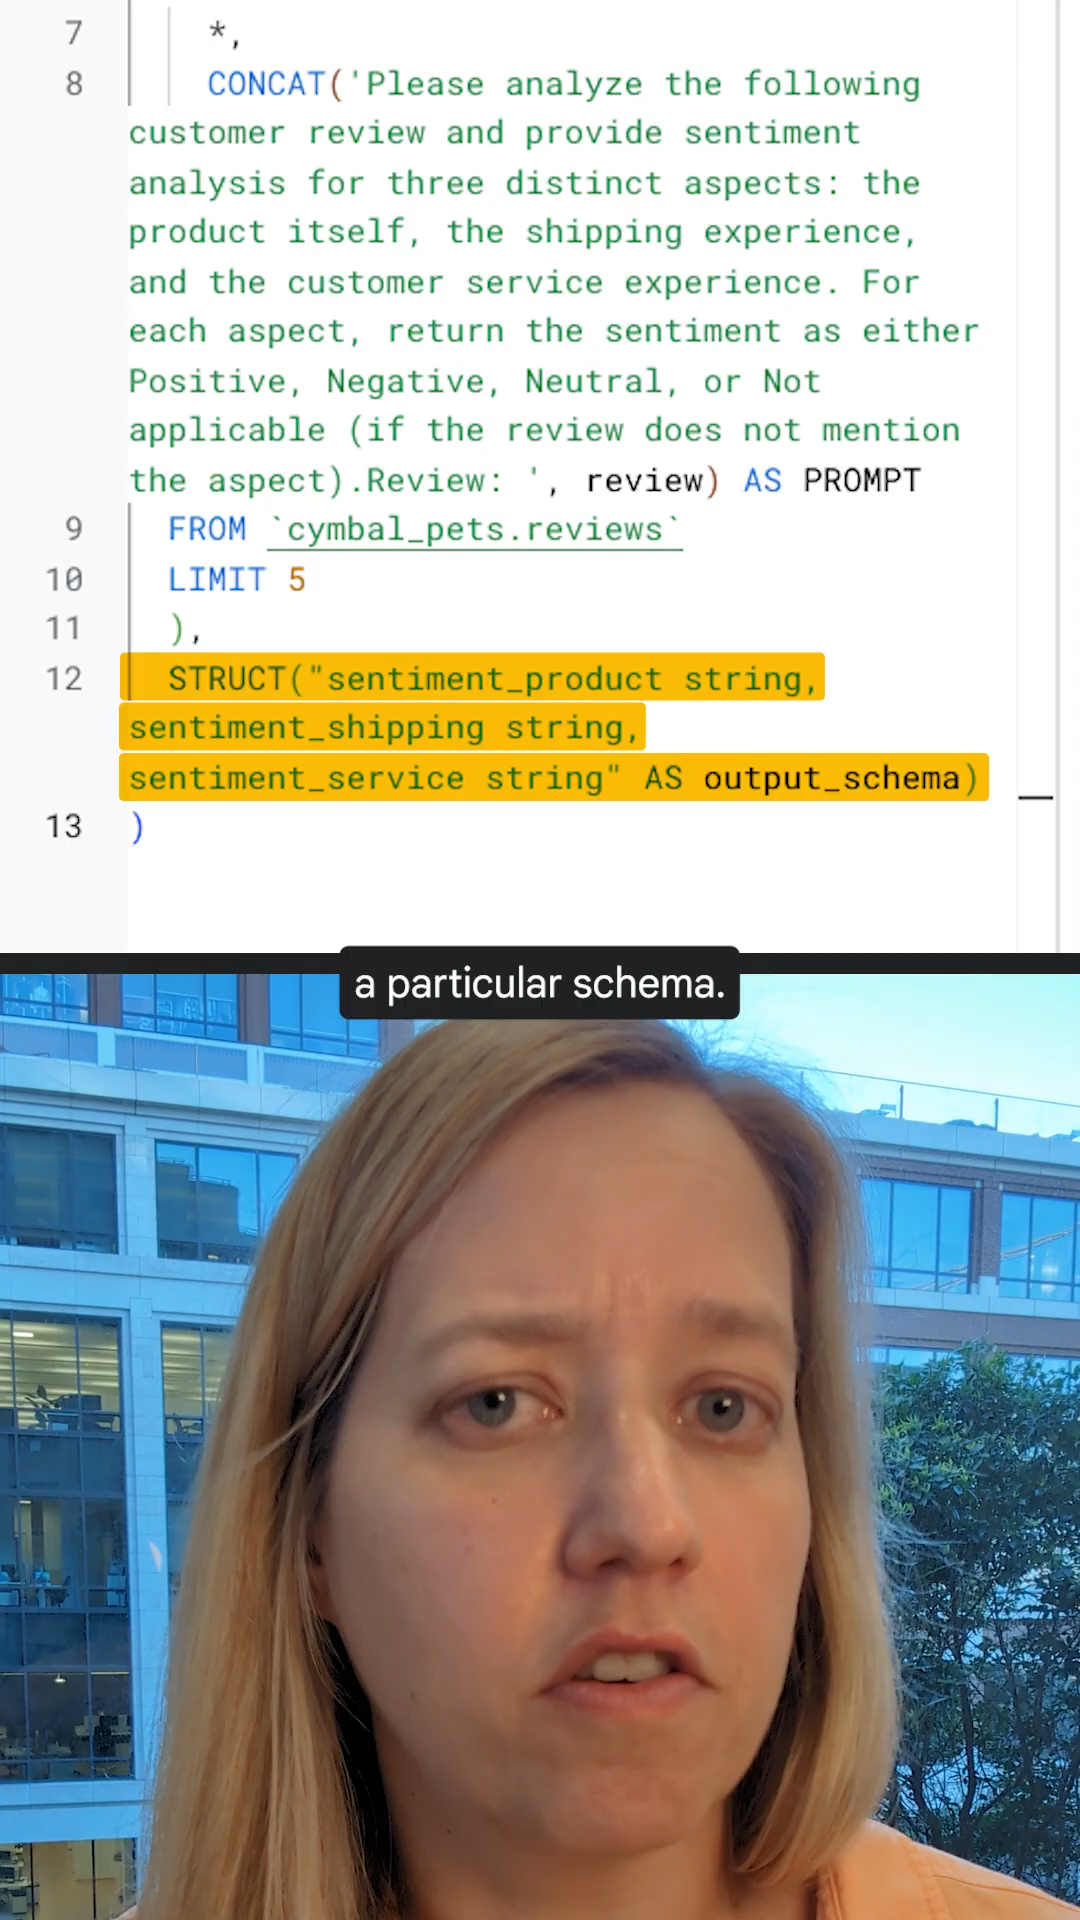 7 *,
8 CONCAT('Please analyze the following
customer review and provide sentiment
analysis for three distinct aspects: the
product itself, the shipping experience,
and the customer service experience. For
each aspect, return the sentiment as either
Positive, Negative, Neutral, or Not
applicable (if the review does not mention
the aspect).Review: ', review) AS PROMPT
9 FROM `cymbal_pets.reviews`
10 LIMIT 5
11 ),
12 STRUCT("sentiment_product string,
sentiment_shipping string,
sentiment_service string" AS output_schema)
13 )
a particular schema.